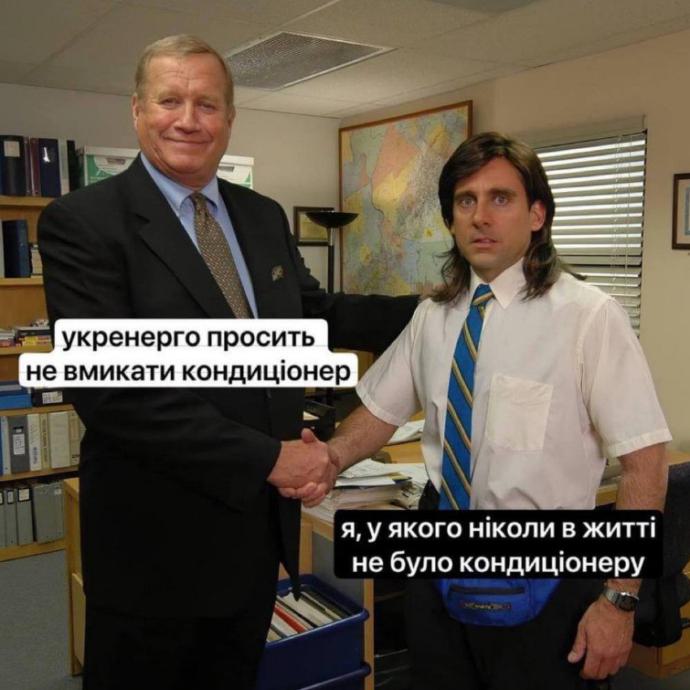 укренерго просить
не вмикати кондиціонер
я, у якого ніколи в житті
не було кондиціонеру